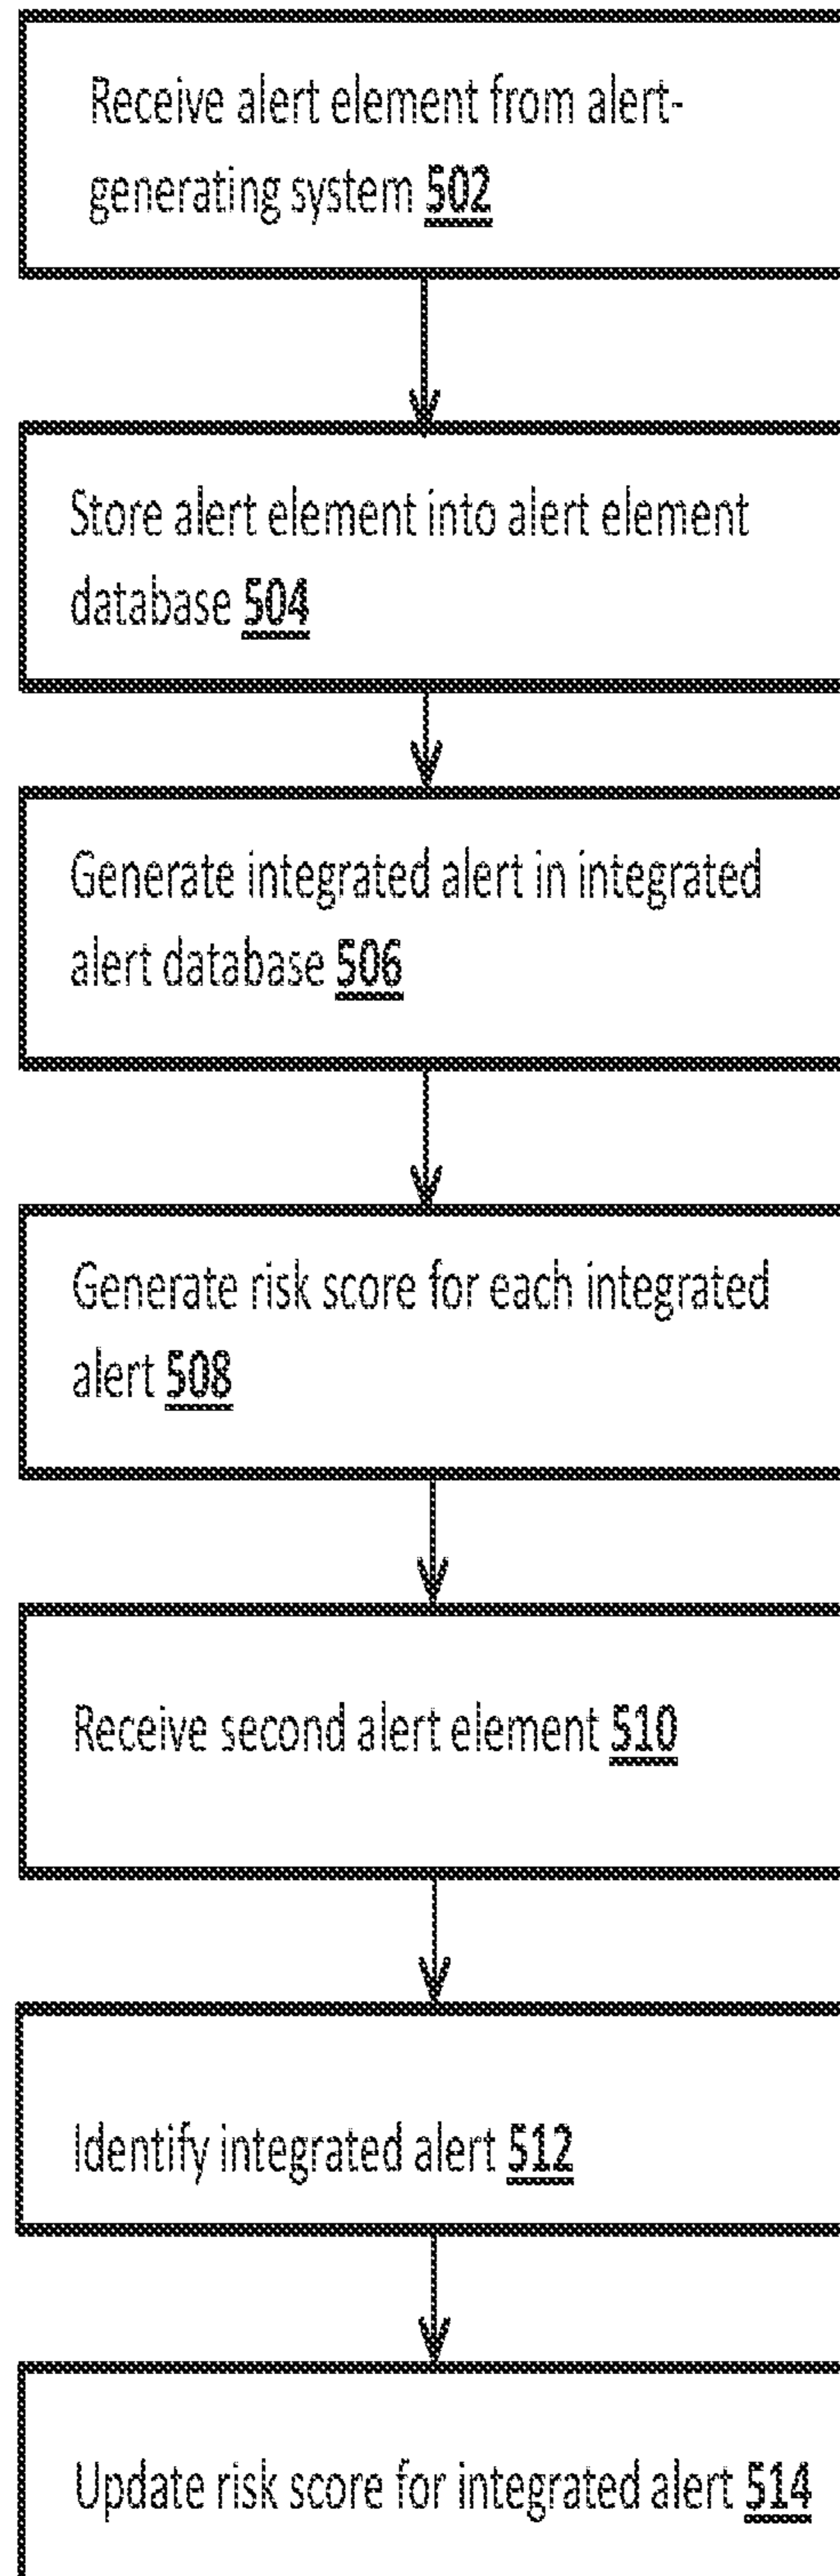 Receive alert element from alert-
generating system 502
Store alert element into alert element
database 504
Generate integrated alert in integrated
alert database 506
Generate risk score for each integrated
alert 508
Receive second alert element 510
Identify integrated alert 512
Update risk score for integrated alert 514